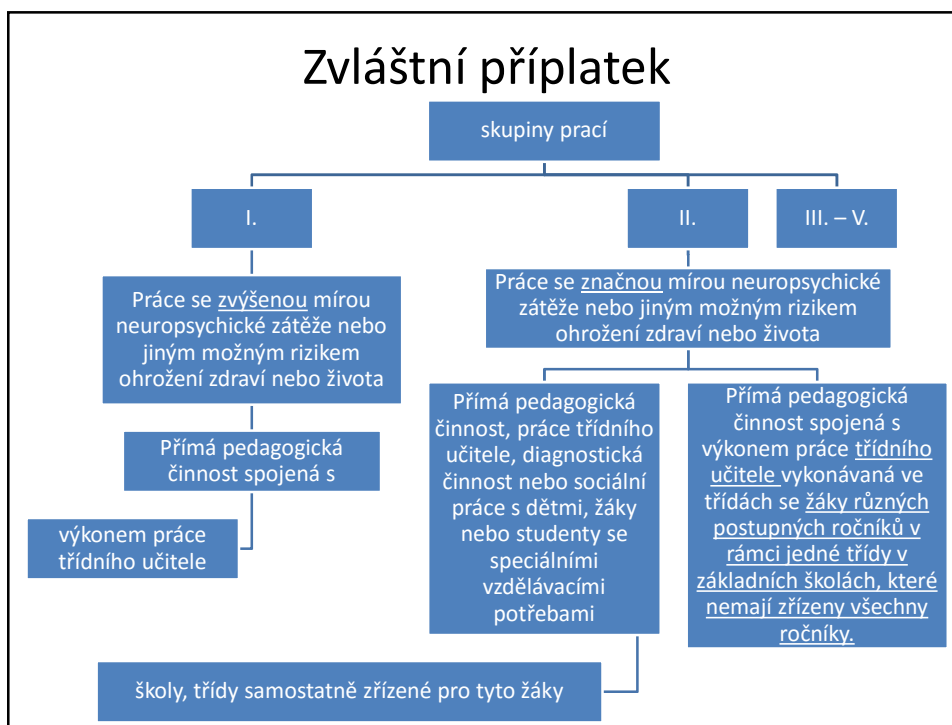 Zvláštní příplatek
skupiny prací
I.
II.
III. – V.
Práce se zvýšenou mírou
neuropsychické zátěže nebo
jiným možným rizikem
ohrožení zdraví nebo života
Přímá pedagogická
činnost spojená s
výkonem práce
třídního učitele
Práce se značnou mírou neuropsychické
zátěže nebo jiným možným rizikem
ohrožení zdraví nebo života
Přímá pedagogická
činnost, práce třídního
učitele, diagnostická
činnost nebo sociální
práce s dětmi, žáky
nebo studenty se
speciálními
vzdělávacími
potřebami
školy, třídy samostatně zřízené pro tyto žáky
Přímá pedagogická
činnost spojená s
výkonem práce třídního
učitele vykonávaná ve
třídách se žáky různých
postupných ročníků v
rámci jedné třídy v
základních školách, které
nemají zřízeny všechny
ročníky.